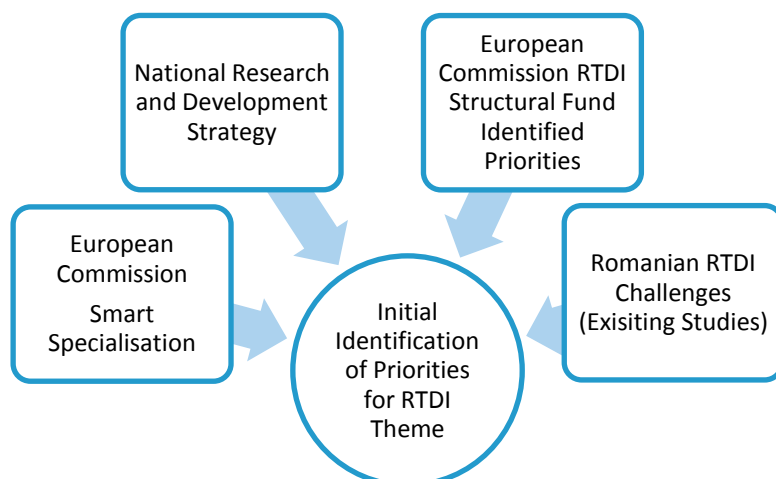 National Research
and Development
Strategy
European
Commission RTDI
Structural Fund
Identified
Priorities
European
Commission
Smart
Specialisation
Initial
Identification
of Priorities
for RTDI
Theme
Romanian RTDI
Challenges
(Exisiting Studies)